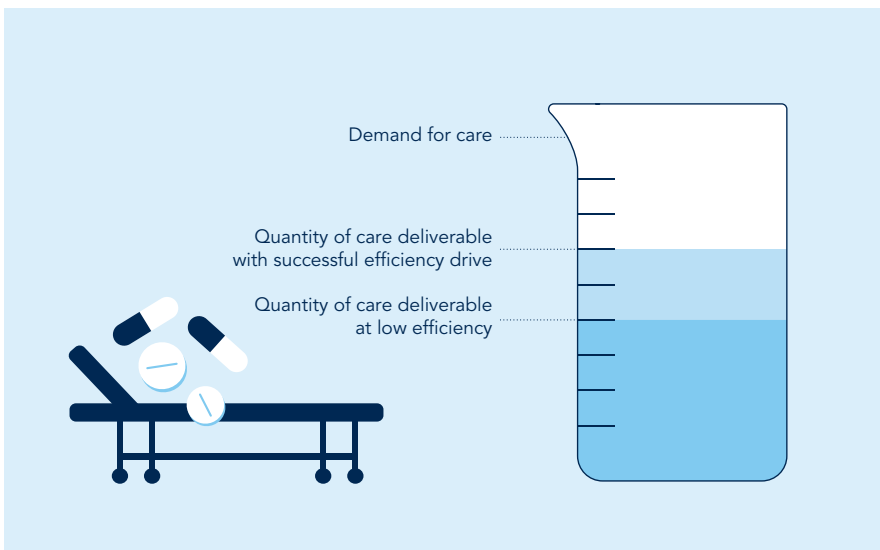 Demand for care
Quantity of care deliverable
with successful efficiency drive
Quantity of care deliverable
at low efficiency